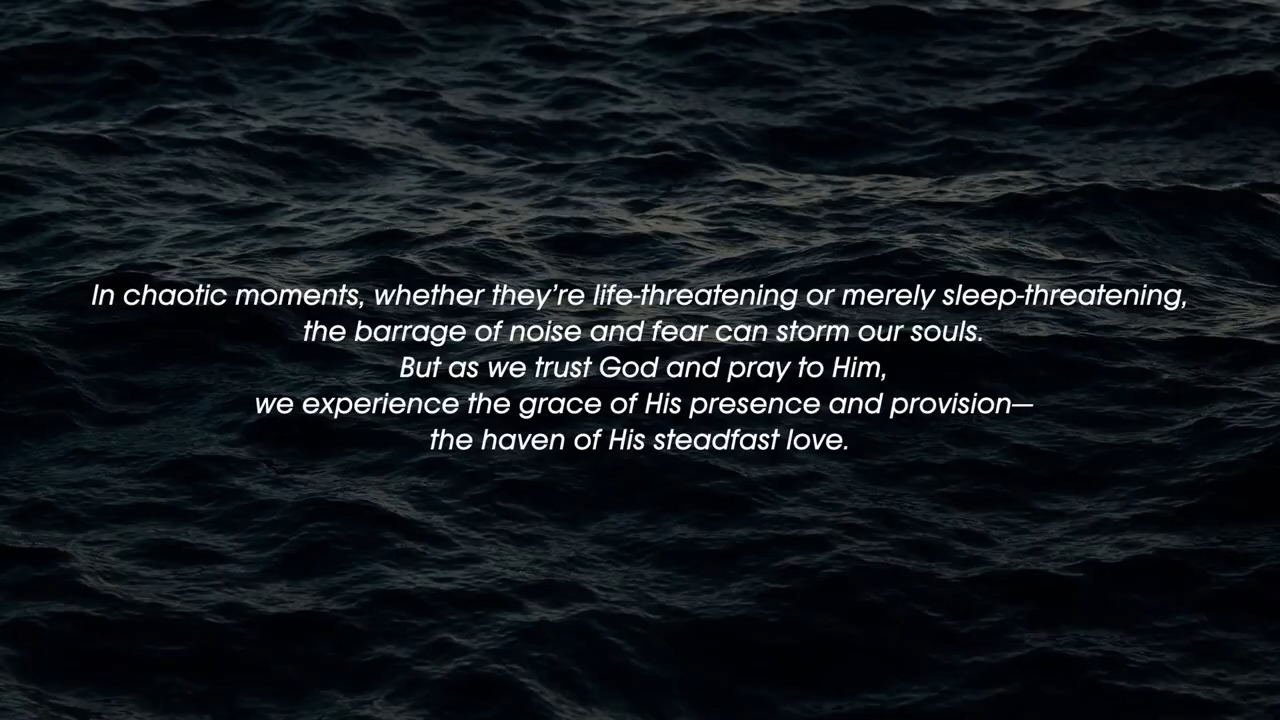 In chaotic moments, whether they’re life-threatening or merely sleep-threatening,
the barrage of noise and fear can storm our souls.
But as we trust God and pray to Him,
we experience the grace of His presence and provision—
the haven of His steadfast love.